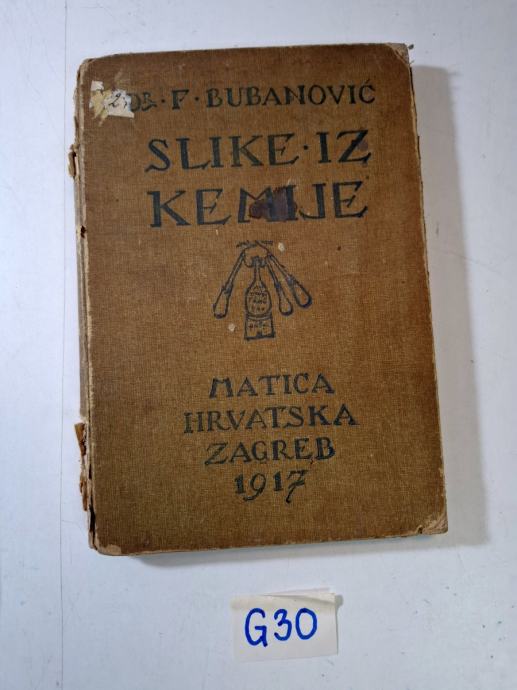 DR. F. BUBANOVIĆ
SLIKE·IZ
KEMIJE
MATICA
HRVATSKA
ZAGREB
1917
G30